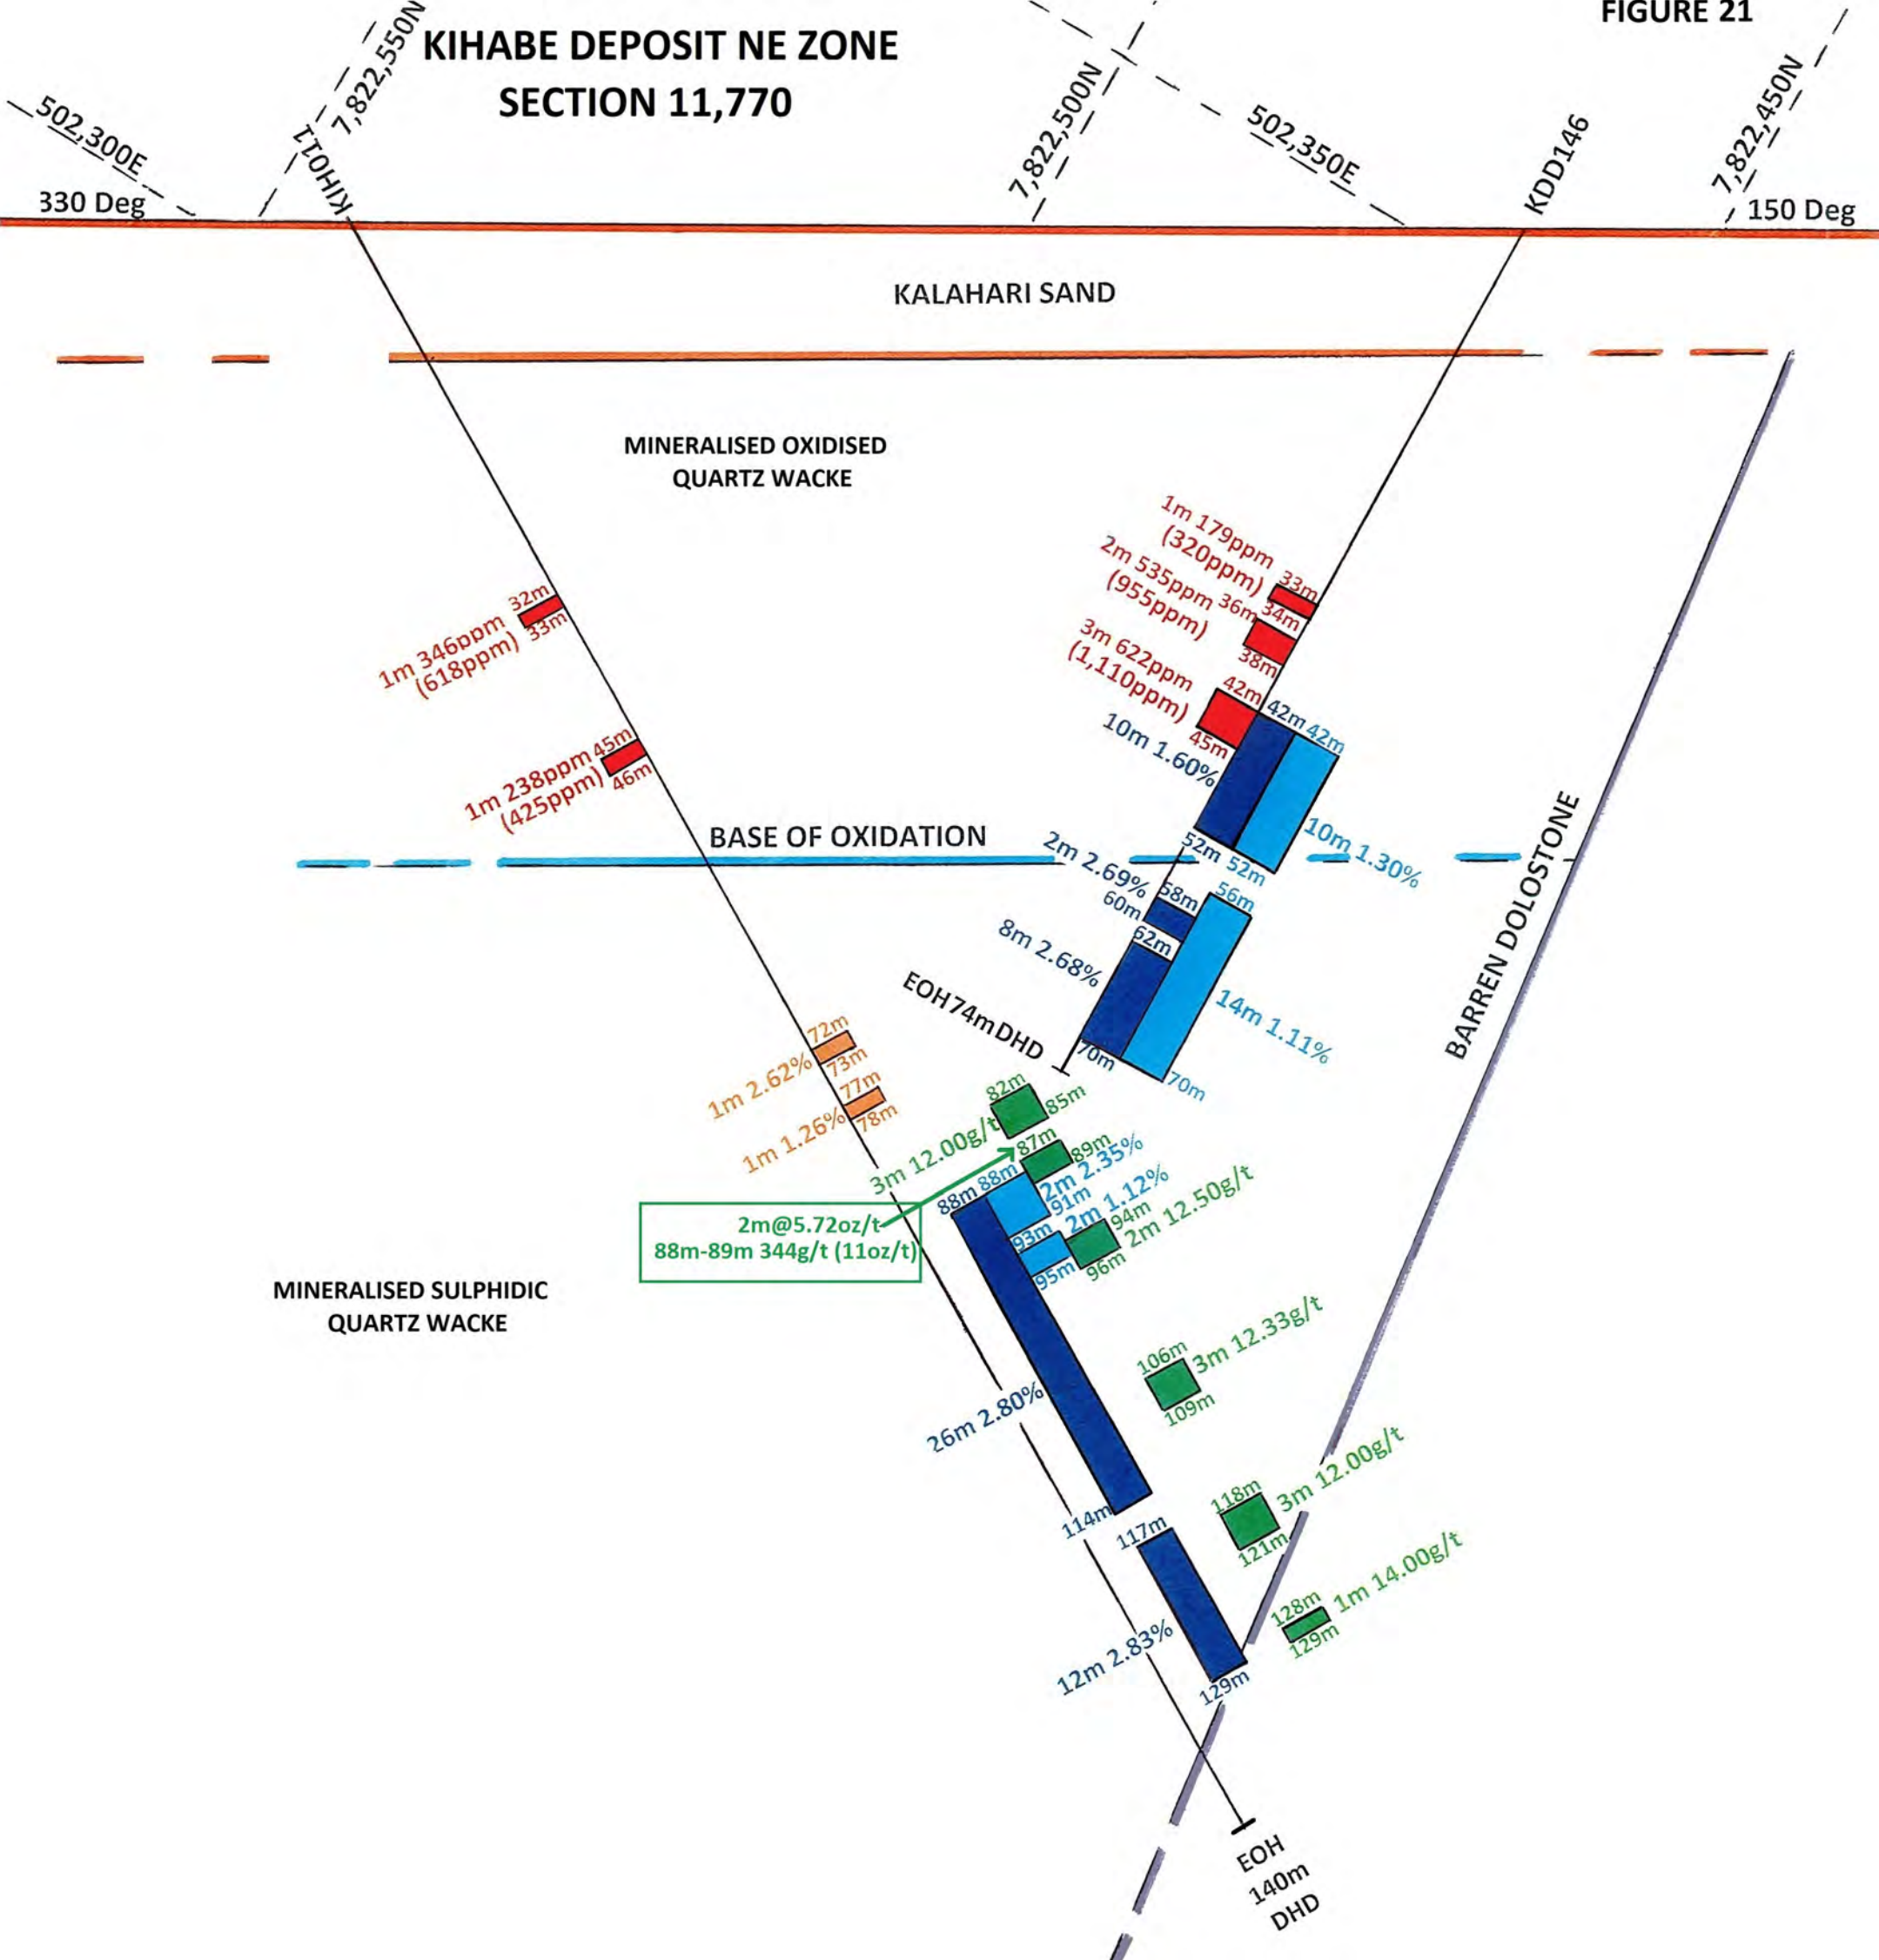 FIGURE 21
KIHABE DEPOSIT NE ZONE
SECTION 11,770
502,300E
7,822,550N
7,822,500N
502,350E
7,822,450N
KIH011
KDD146
330 Deg
150 Deg
KALAHARI SAND
MINERALISED OXIDISED
QUARTZ WACKE
1m 179ppm
(320ppm)
33m
34m
2m 535ppm
(955ppm)
36m
38m
3m 622ppm
(1,110ppm)
42m
45m
42m
42m
10m 1.60%
10m 1.30%
52m
52m
32m
33m
1m 346ppm
(618ppm)
45m
46m
1m 238ppm
(425ppm)
BASE OF OXIDATION
2m 2.69%
58m
60m
56m
62m
8m 2.68%
14m 1.11%
70m
70m
EOH74mDHD
BARREN DOLOSTONE
72m
73m
1m 2.62%
77m
78m
1m 1.26%
82m
85m
3m 12.00g/t
87m
89m
2m@5.72oz/t
88m-89m 344g/t (11oz/t)
88m
88m
2m 2.35%
91m
2m 1.12%
93m
95m
94m
96m
2m 12.50g/t
MINERALISED SULPHIDIC
QUARTZ WACKE
106m
3m 12.33g/t
109m
26m 2.80%
114m
118m
3m 12.00g/t
121m
117m
12m 2.83%
129m
128m
1m 14.00g/t
129m
EOH
140m
DHD